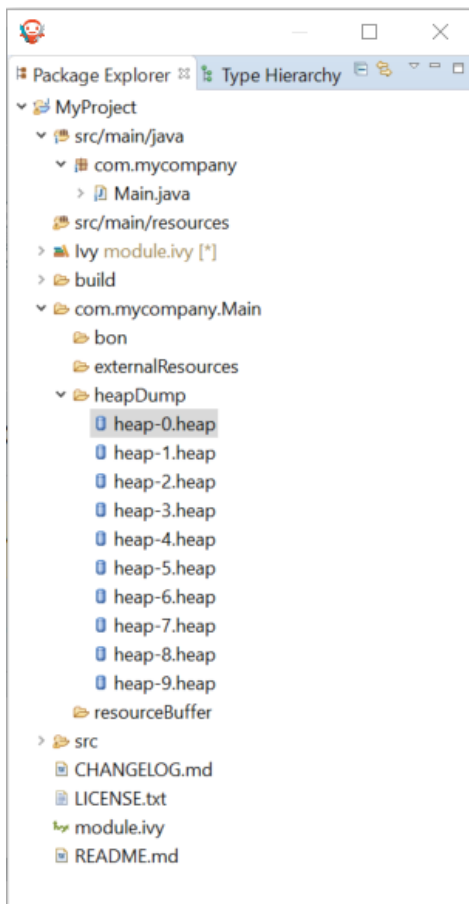 Package Explorer Type Hierarchy
MyProject
src/main/java
com.mycompany
Main.java
src/main/resources
Ivy module.ivy [*]
build
com.mycompany.Main
bon
externalResources
heapDump
heap-0.heap
heap-1.heap
heap-2.heap
heap-3.heap
heap-4.heap
heap-5.heap
heap-6.heap
heap-7.heap
heap-8.heap
heap-9.heap
resourceBuffer
src
CHANGELOG.md
LICENSE.txt
module.ivy
README.md